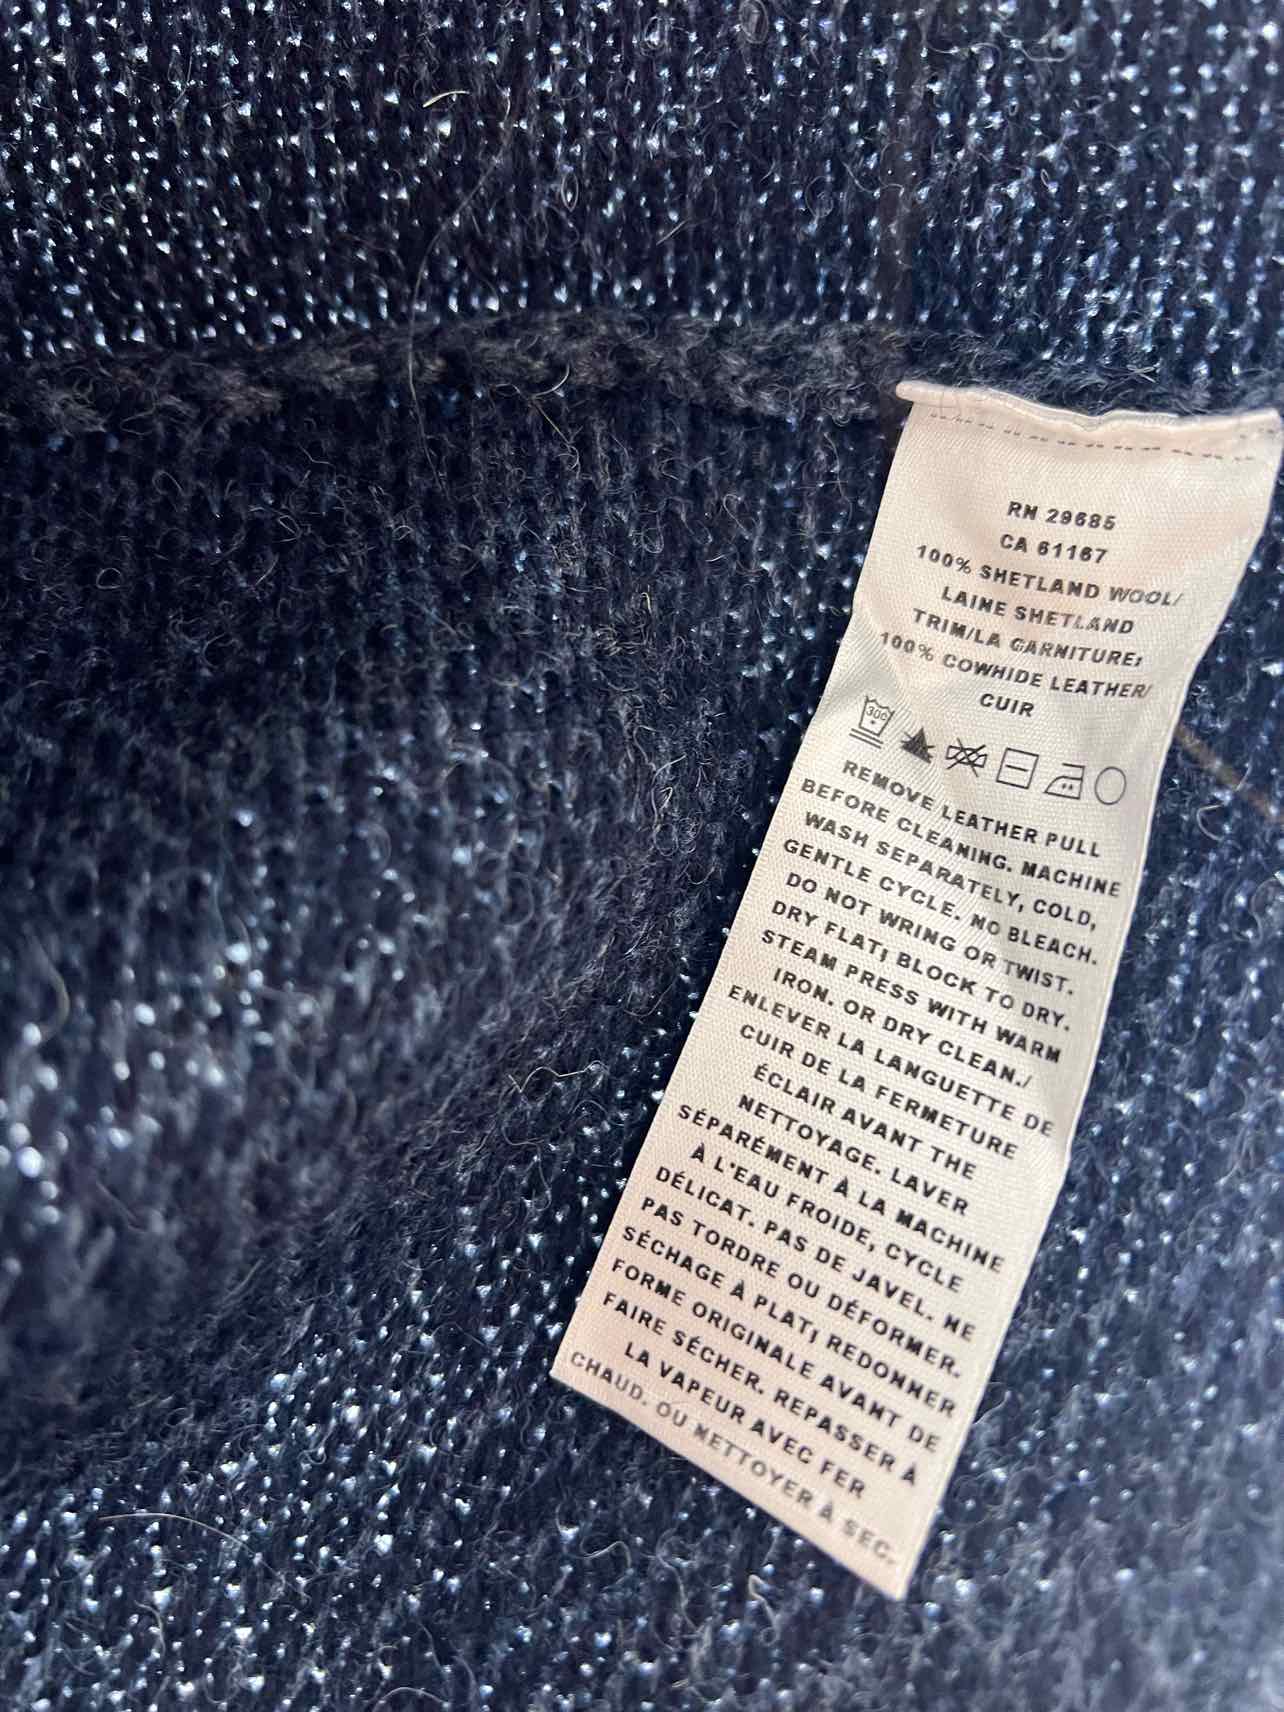 RN 29685
CA 61167
100% SHETLAND WOOL/
LAINE SHETLAND
TRIM/LA GARNITURE:
100% COWHIDE LEATHER/
CUIR
30C
REMOVE LEATHER PULL
BEFORE CLEANING. MACHINE
WASH SEPARATELY, COLD,
GENTLE CYCLE. NO BLEACH.
DO NOT WRING OR TWIST.
DRY FLAT; BLOCK TO DRY.
STEAM PRESS WITH WARM
IRON. OR DRY CLEAN./
ENLEVER LA LANGUETTE DE
CUIR DE LA FERMETURE
ÉCLAIR AVANT THE
NETTOYAGE. LAVER
SÉPARÉMENT À LA MACHINE
À L'EAU FROIDE, CYCLE
DÉLICAT. PAS DE JAVEL. NE
PAS TORDRE OU DÉFORMER.
SÉCHAGE À PLAT; REDONNER
FORME ORIGINALE AVANT DE
FAIRE SÉCHER. REPASSER À
LA VAPEUR AVEC FER
CHAUD. OU NETTOYER À SEC.